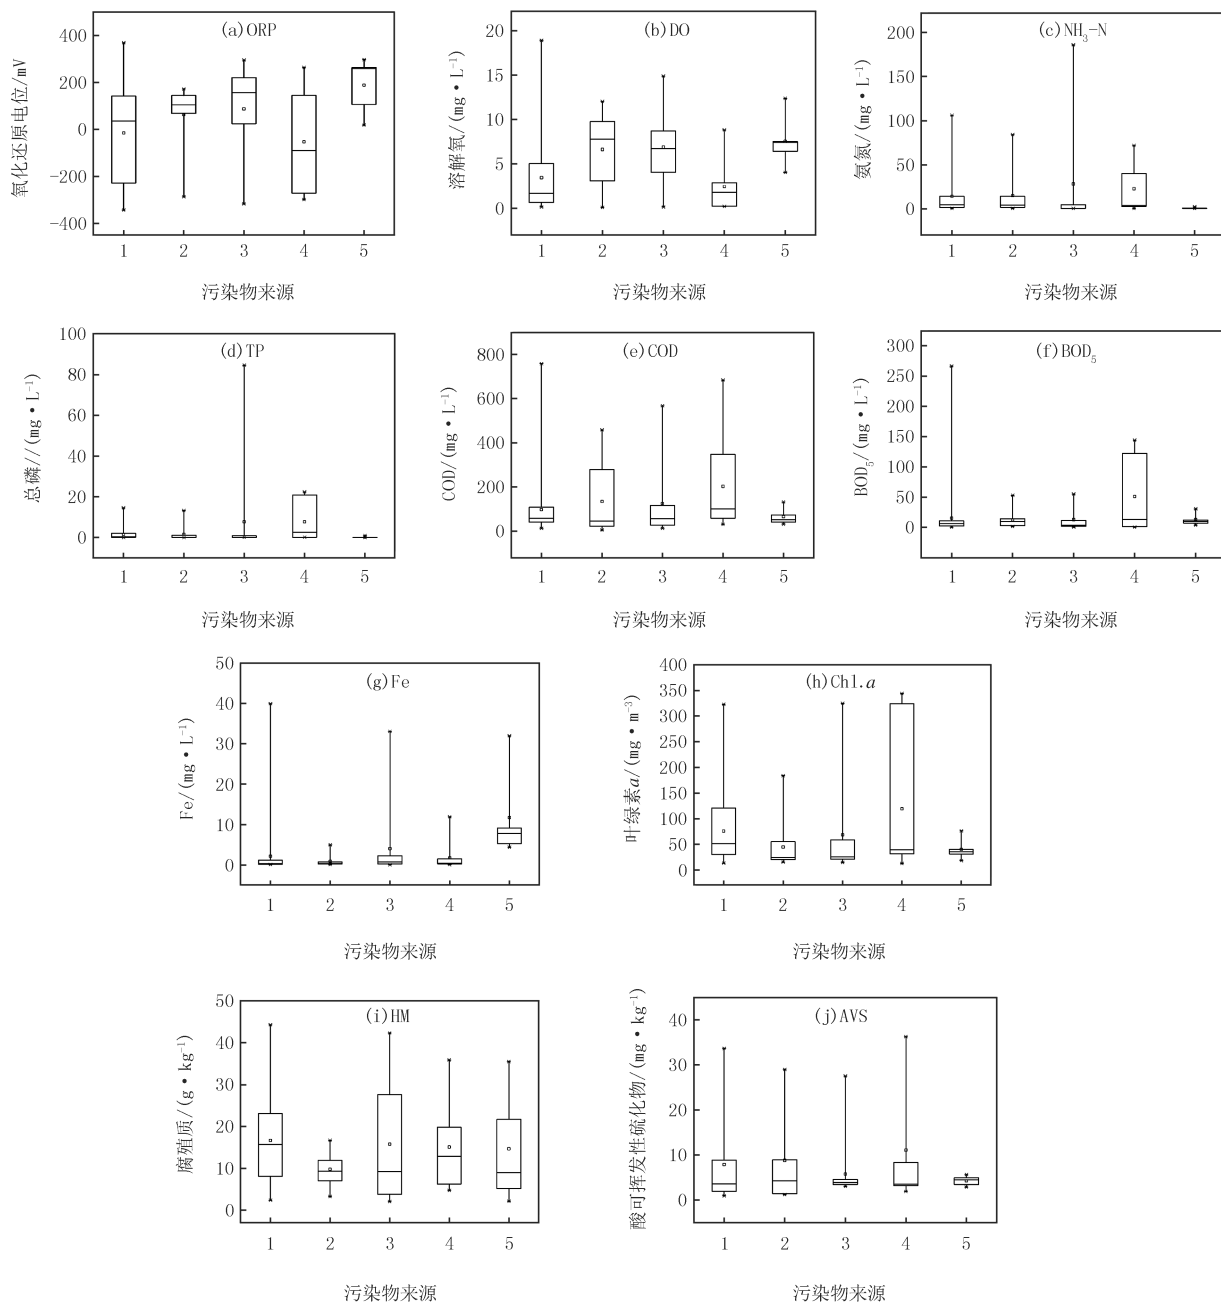 (a)ORP
氧化还原电位/mV
400
200
0
−200
−400
1 2 3 4 5
污染物来源
(b)DO
溶解氧/(mg·L⁻¹)
20
15
10
5
0
1 2 3 4 5
污染物来源
(c)NH₃-N
氨氮/(mg·L⁻¹)
200
150
100
50
0
1 2 3 4 5
污染物来源
(d)TP
总磷//(mg·L⁻¹)
100
80
60
40
20
0
1 2 3 4 5
污染物来源
(e)COD
COD/(mg·L⁻¹)
800
600
400
200
0
1 2 3 4 5
污染物来源
(f)BOD₅
BOD₅/(mg·L⁻¹)
300
250
200
150
100
50
0
1 2 3 4 5
污染物来源
(g)Fe
Fe/(mg·L⁻¹)
50
40
30
20
10
0
1 2 3 4 5
污染物来源
(h)Chl.a
叶绿素a/(mg·m⁻³)
400
350
300
250
200
150
100
50
0
1 2 3 4 5
污染物来源
(i)HM
腐殖质/(g·kg⁻¹)
50
40
30
20
10
0
1 2 3 4 5
污染物来源
(j)AVS
酸可挥发性硫化物/(mg·kg⁻¹)
40
30
20
10
0
1 2 3 4 5
污染物来源